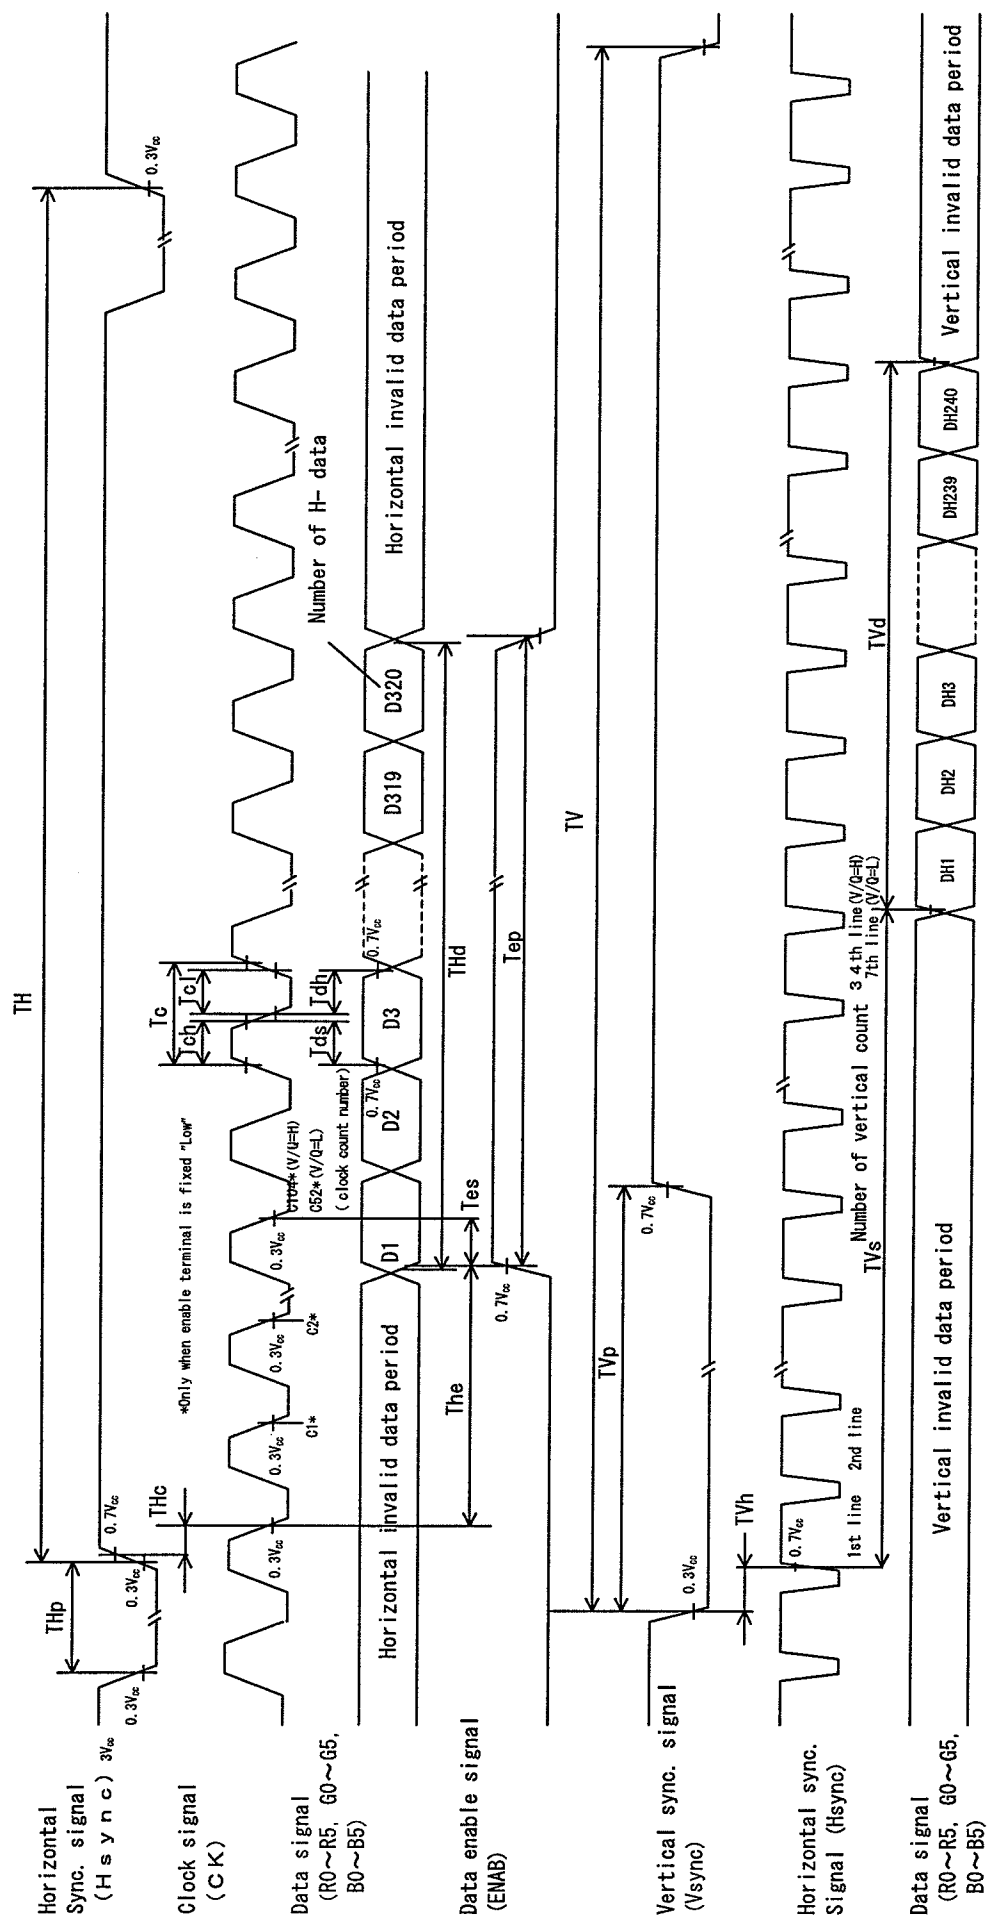 Horizontal
Sync. signal
(Hsync) 3Vcc
THp
TH
0.3Vcc
0.3Vcc
0.7Vcc
0.3Vcc
Clock signal
(CK)
THc
*Only when enable terminal is fixed "Low"
Tc
Tch
Tcl
0.3Vcc
0.3Vcc
C1*
0.3Vcc
C2*
0.3Vcc
C104*(V/Q=H)
C52*(V/Q=L)
(clock count number)
Data signal
(R0~R5, G0~G5,
B0~B5)
Tds
Tdh
0.7Vcc
0.7Vcc
Number of H- data
Horizontal invalid data period
D1
D2
D3
D319
D320
Horizontal invalid data period
THd
Data enable signal
(ENAB)
The
Tes
Tep
0.7Vcc
TV
Vertical sync. signal
(Vsync)
TVp
0.3Vcc
0.7Vcc
TVh
Horizontal sync.
Signal (Hsync)
0.7Vcc
1st line
2nd line
Number of vertical count
34th line(V/Q=H)
7th line(V/Q=L)
TVs
TVd
Data signal
(R0~R5, G0~G5,
B0~B5)
Vertical invalid data period
DH1
DH2
DH3
DH239
DH240
Vertical invalid data period